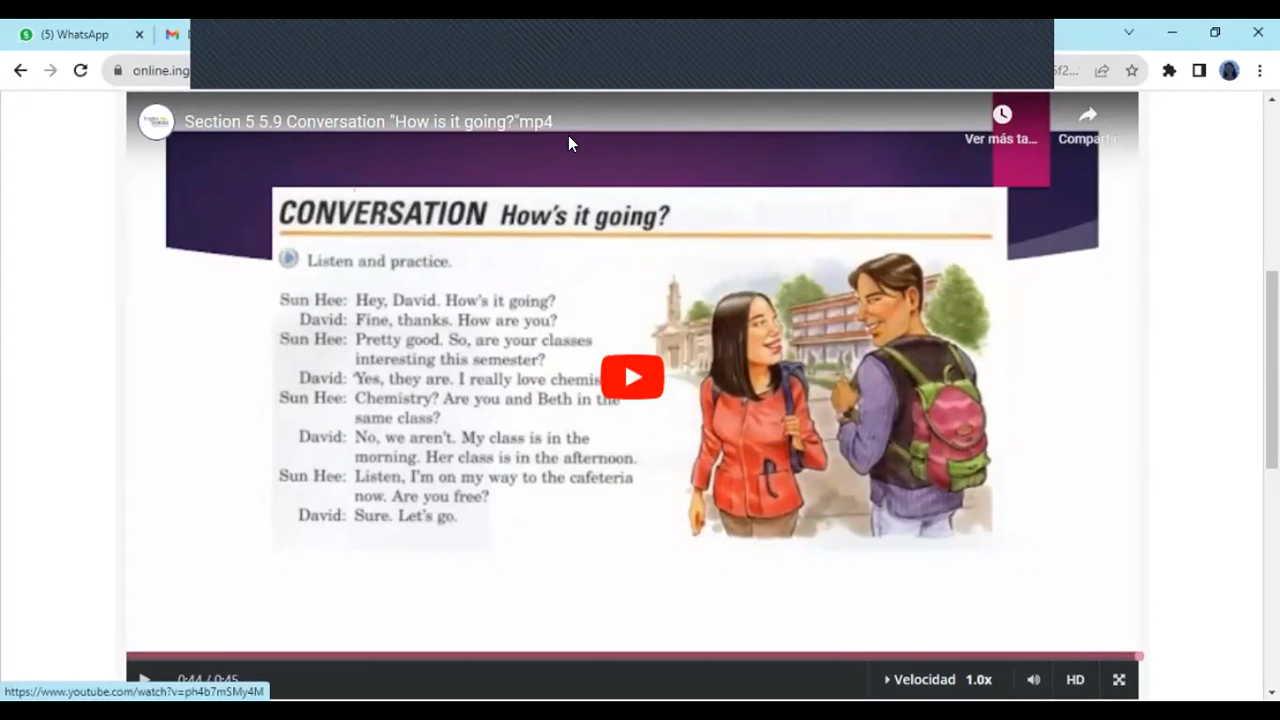 (5) WhatsApp
online.ing
5f2...
Section 5 5.9 Conversation "How is it going?"mp4
Ver más ta...
CONVERSATION How's it going?
Listen and practice.
Sun Hee: Hey, David. How's it going?
David: Fine, thanks. How are you?
Sun Hee: Pretty good. So, are your classes
interesting this semester?
David: Yes, they are. I really love chemis
Sun Hee: Chemistry? Are you and Beth in the
same class?
David: No, we aren't. My class is in the
morning. Her class is in the afternoon.
Sun Hee: Listen, I'm on my way to the cafeteria
now. Are you free?
David: Sure. Let's go.
0:44 / 0:45
Velocidad 1.0x
HD
https://www.youtube.com/watch?v=ph4b7mSMy4M